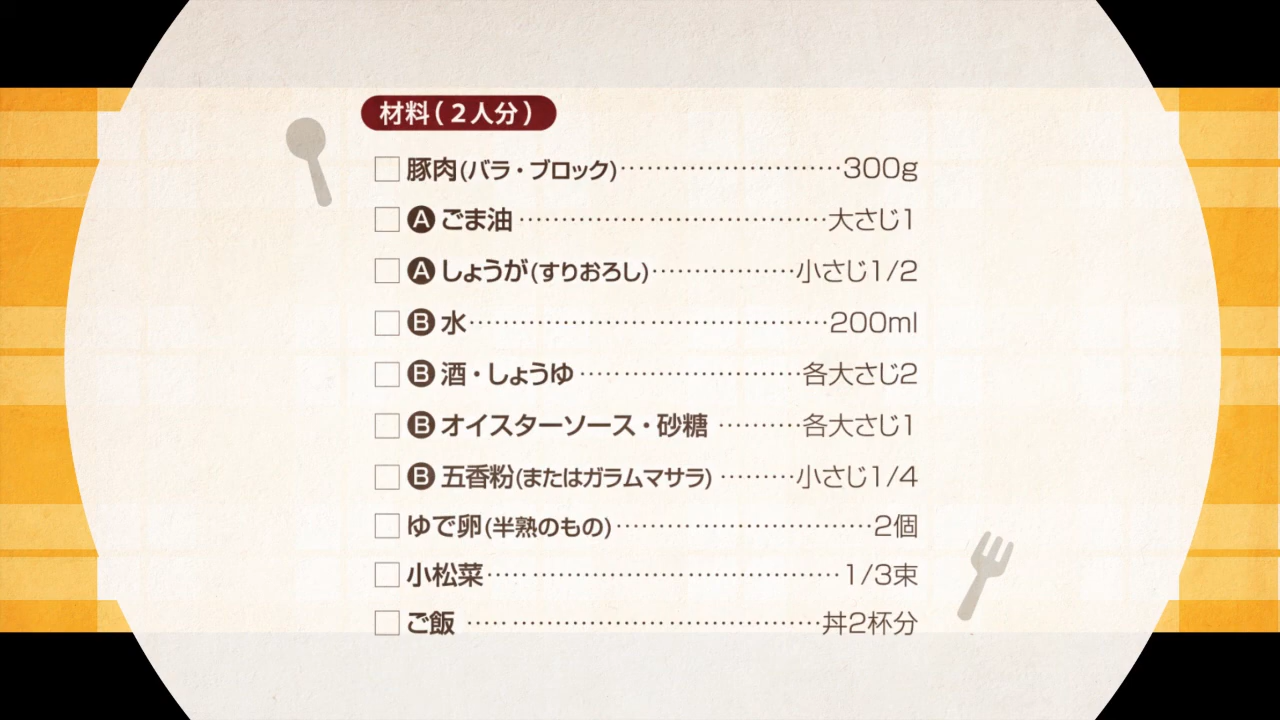 材料(2人分)
豚肉(バラ・ブロック)……………………300g
Ⓐ ごま油……………………………大さじ1
Ⓐ しょうが(すりおろし)………………小さじ1/2
Ⓑ 水…………………………………200ml
Ⓑ 酒・しょうゆ……………………各大さじ2
Ⓑ オイスターソース・砂糖…………各大さじ1
Ⓑ 五香粉(またはガラムマサラ)………小さじ1/4
ゆで卵(半熟のもの)………………………2個
小松菜…………………………………1/3束
ご飯…………………………………丼2杯分